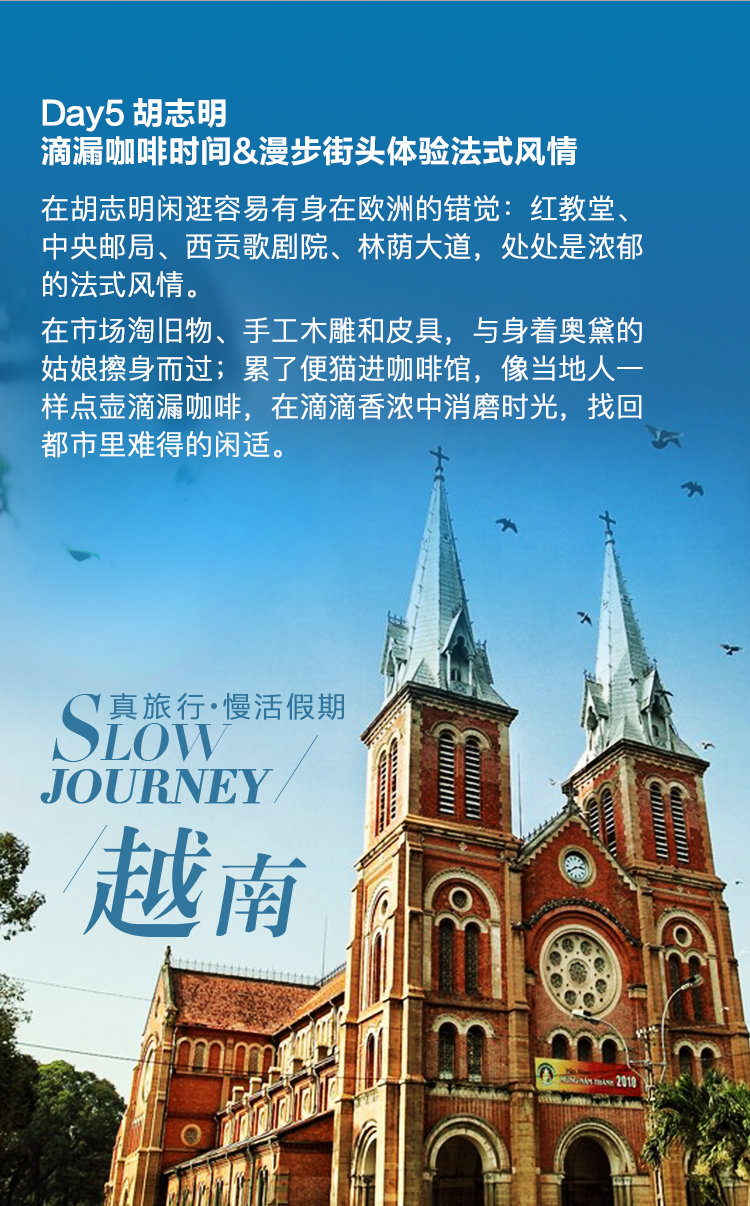 Day5 胡志明
滴漏咖啡时间&漫步街头体验法式风情
在胡志明闲逛容易有身在欧洲的错觉：红教堂、
中央邮局、西贡歌剧院、林荫大道，处处是浓郁
的法式风情。
在市场淘旧物、手工木雕和皮具，与身着奥黛的
姑娘擦身而过；累了便猫进咖啡馆，像当地人一
样点壶滴漏咖啡，在滴滴香浓中消磨时光，找回
都市里难得的闲适。
真旅行·慢活假期
SLOW
JOURNEY
越南
2010